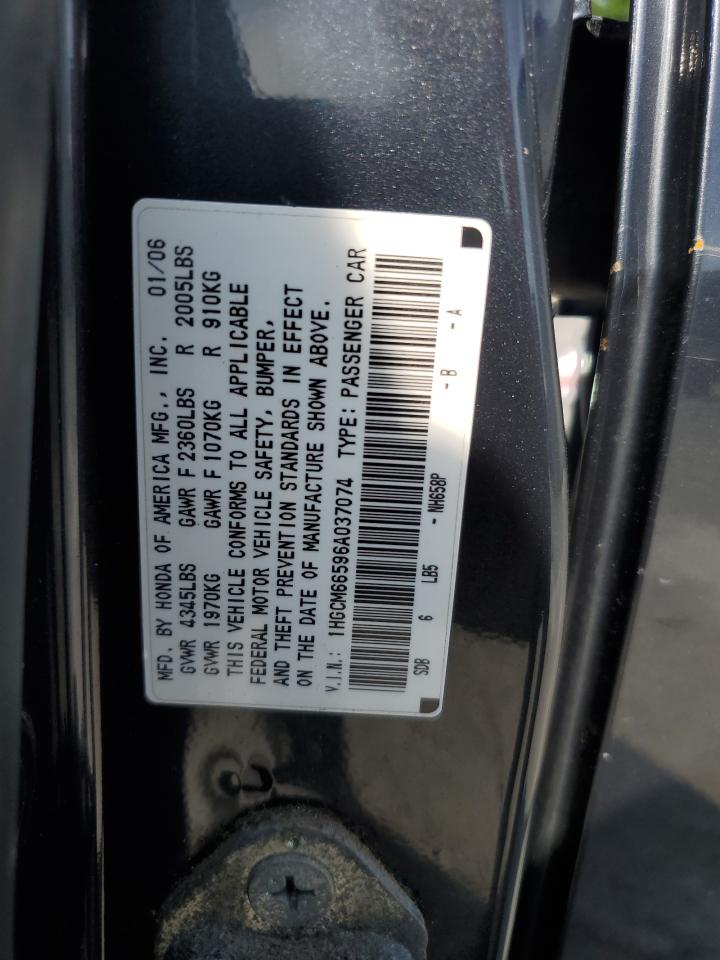 MFD. BY HONDA OF AMERICA MFG., INC. 01/06
GVWR 4345LBS GAWR F 2360LBS R 2005LBS
GVWR 1970KG GAWR F 1070KG R 910KG
THIS VEHICLE CONFORMS TO ALL APPLICABLE
FEDERAL MOTOR VEHICLE SAFETY, BUMPER,
AND THEFT PREVENTION STANDARDS IN EFFECT
ON THE DATE OF MANUFACTURE SHOWN ABOVE.
V.I.N.: 1HGCM66596A037074 TYPE: PASSENGER CAR
SDB 6 LB5 - NH658P - B - A